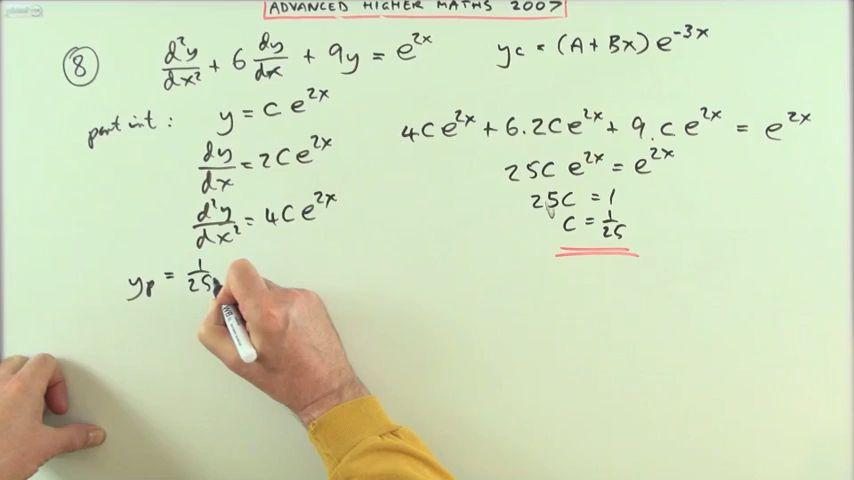 ADVANCED HIGHER MATHS 2007
8 d²y/dx² + 6 dy/dx + 9y = e^2x
yc = (A + Bx) e^-3x
part int : y = C e^2x
dy/dx = 2C e^2x
d²y/dx² = 4C e^2x
yp = 1/25
4C e^2x + 6.2C e^2x + 9.C e^2x = e^2x
25C e^2x = e^2x
25C = 1
C = 1/25